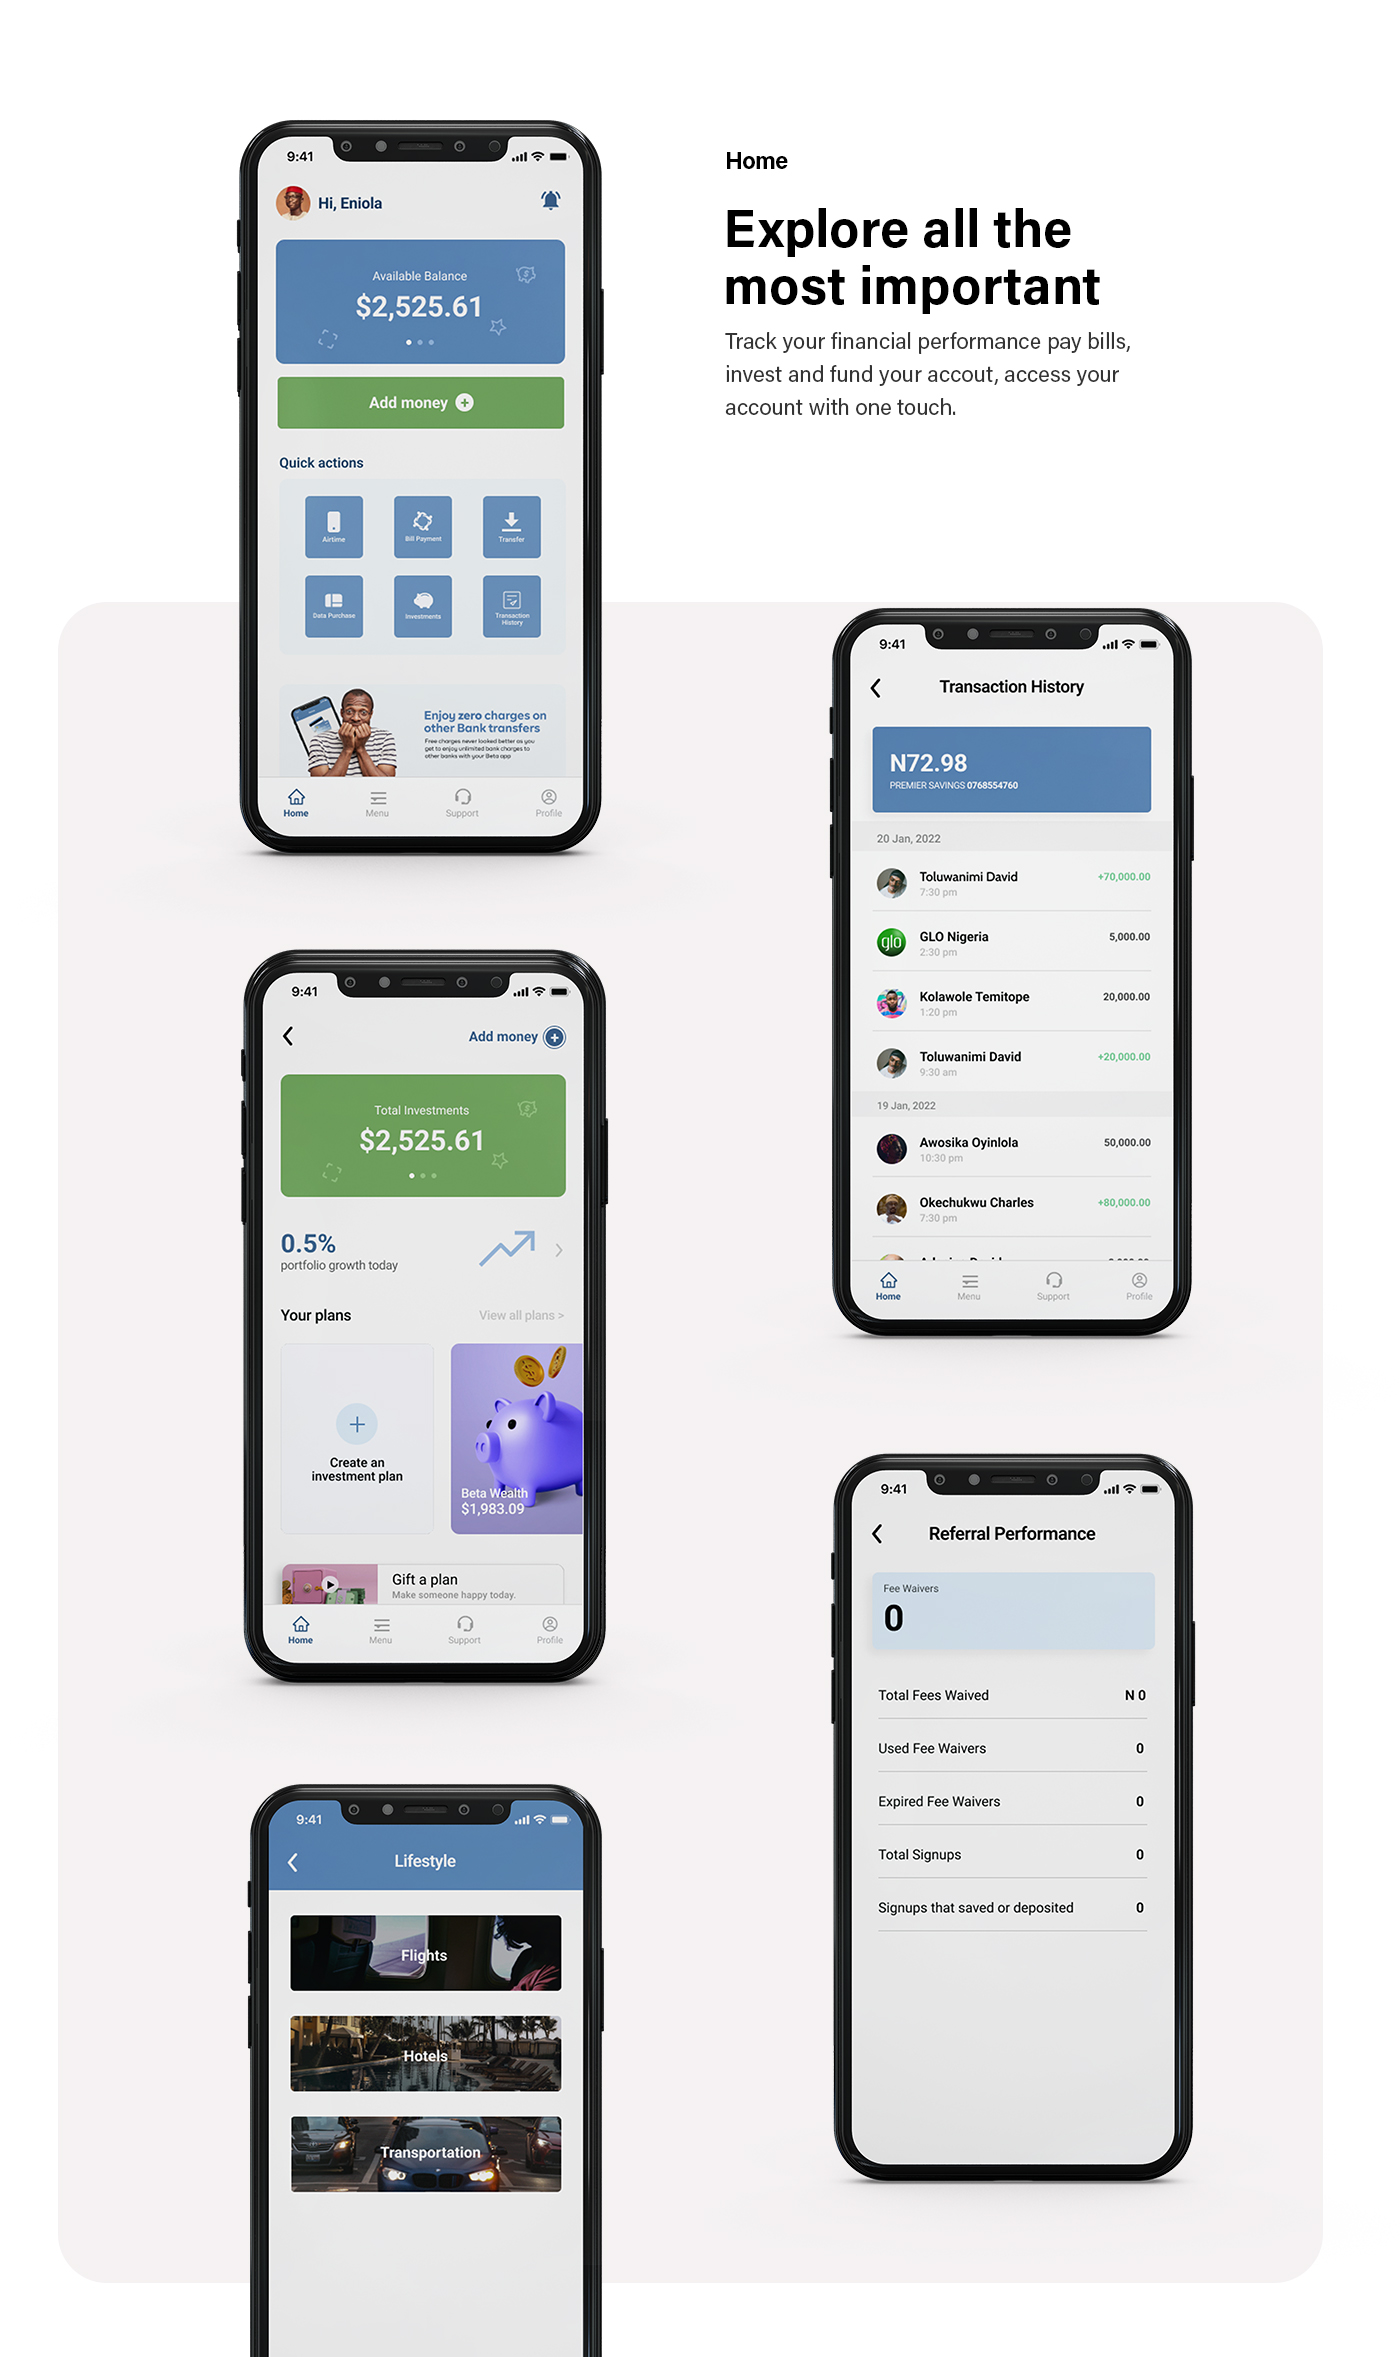 Home
Explore all the
most important
Track your financial performance pay bills,
invest and fund your accout, access your
account with one touch.
9:41
Hi, Eniola
Available Balance
$2,525.61
Add money
Quick actions
Airtime
Bill Payment
Transfer
Data Purchase
Investments
Transaction
History
Enjoy zero charges on
other Bank transfers
Free charges never looked better as you
get to enjoy unlimited bank charges to
other banks with your Beta app
Home
Menu
Support
Profile
9:41
Transaction History
N72.98
PREMIER SAVINGS 0768554760
20 Jan, 2022
Toluwanimi David
+70,000.00
7:30 pm
glo
GLO Nigeria
5,000.00
2:30 pm
Kolawole Temitope
20,000.00
1:20 pm
Toluwanimi David
+20,000.00
9:30 am
19 Jan, 2022
Awosika Oyinlola
50,000.00
10:30 pm
Okechukwu Charles
+80,000.00
7:30 pm
Home
Menu
Support
Profile
9:41
Add money
Total Investments
$2,525.61
0.5%
portfolio growth today
Your plans
View all plans >
Create an
investment plan
Beta Wealth
$1,983.09
Gift a plan
Make someone happy today.
Home
Menu
Support
Profile
9:41
Referral Performance
Fee Waivers
0
Total Fees Waived
N 0
Used Fee Waivers
0
Expired Fee Waivers
0
Total Signups
0
Signups that saved or deposited
0
9:41
Lifestyle
Flights
Hotels
Transportation